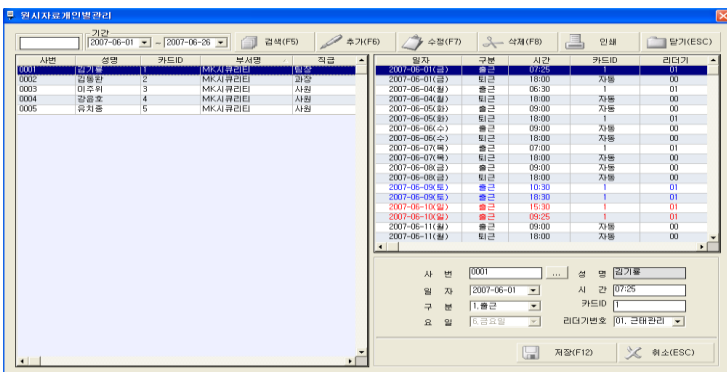 원시자료개인별관리
기간
2007-06-01 ~ 2007-06-26 검색(F5) 추가(F6) 수정(F7) 삭제(F8) 인쇄 닫기(ESC)
사번 성명 카드ID 부서명 직급
0001 김기룡 1 MK시큐리티 팀장
0002 김동완 2 MK시큐리티 과장
0003 이주위 3 MK시큐리티 사원
0004 강음호 4 MK시큐리티 사원
0005 유치중 5 MK시큐리티 사원
일자 구분 시간 카드ID 리더기
2007-06-01(금) 출근 07:25 1 01
2007-06-01(금) 퇴근 18:00 자동 00
2007-06-04(월) 출근 06:30 1 01
2007-06-04(월) 퇴근 18:00 자동 00
2007-06-05(화) 출근 09:00 자동 00
2007-06-05(화) 퇴근 18:00 1 01
2007-06-06(수) 출근 09:00 자동 00
2007-06-06(수) 퇴근 18:00 자동 00
2007-06-07(목) 출근 07:00 1 01
2007-06-07(목) 퇴근 18:00 자동 00
2007-06-08(금) 출근 09:00 자동 00
2007-06-08(금) 퇴근 18:00 자동 00
2007-06-09(토) 출근 10:30 1 01
2007-06-09(토) 출근 18:30 1 01
2007-06-10(일) 출근 15:30 1 01
2007-06-10(일) 출근 09:25 1 01
2007-06-11(월) 출근 09:00 자동 00
2007-06-11(월) 퇴근 18:00 자동 00
사 번 0001 ... 성 명 김기룡
일 자 2007-06-01 시 간 07:25
구 분 1.출근 카드ID 1
요 일 6.금요일 리더기번호 01. 근태관리
저장(F12) 취소(ESC)